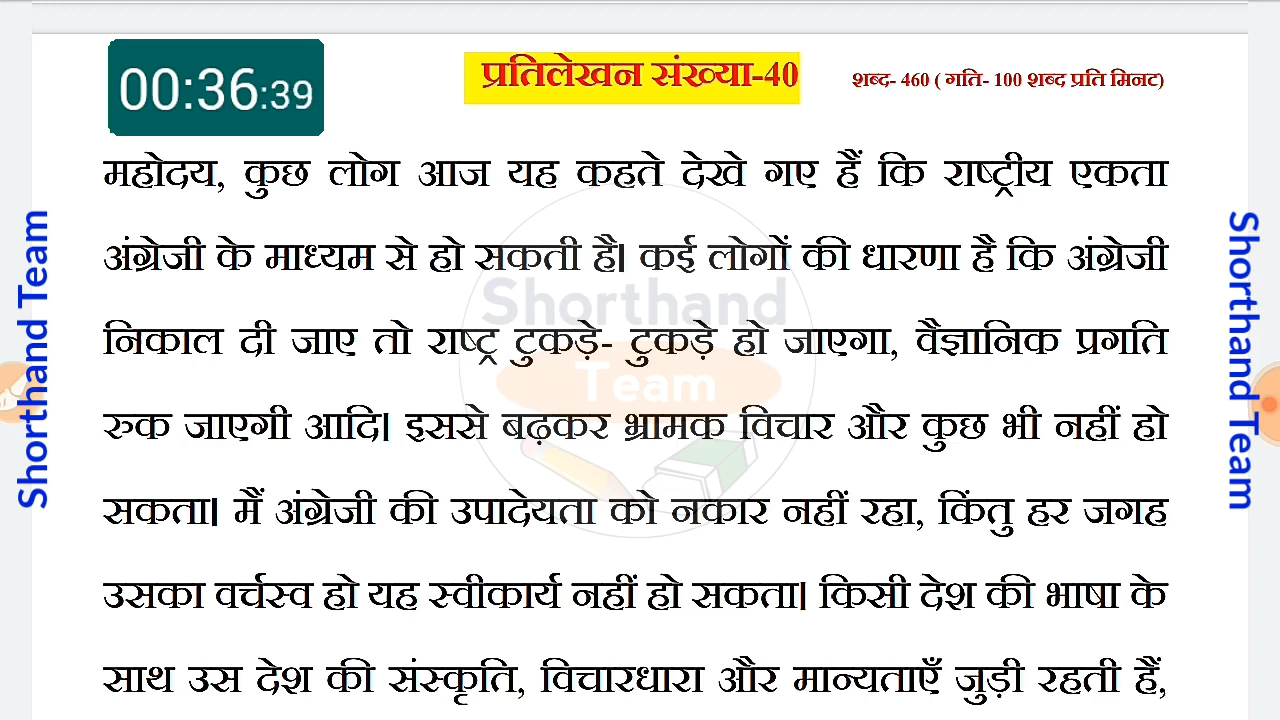 00:36:39
प्रतिलेखन संख्या-40
शब्द- 460 ( गति- 100 शब्द प्रति मिनट)
महोदय, कुछ लोग आज यह कहते देखे गए हैं कि राष्ट्रीय एकता
अंग्रेजी के माध्यम से हो सकती है। कई लोगों की धारणा है कि अंग्रेजी
निकाल दी जाए तो राष्ट्र टुकड़े- टुकड़े हो जाएगा, वैज्ञानिक प्रगति
रुक जाएगी आदि। इससे बढ़कर भ्रामक विचार और कुछ भी नहीं हो
सकता। मैं अंग्रेजी की उपादेयता को नकार नहीं रहा, किंतु हर जगह
उसका वर्चस्व हो यह स्वीकार्य नहीं हो सकता। किसी देश की भाषा के
साथ उस देश की संस्कृति, विचारधारा और मान्यताएँ जुड़ी रहती हैं,
Shorthand Team
Shorthand Team
Shorthand
Team